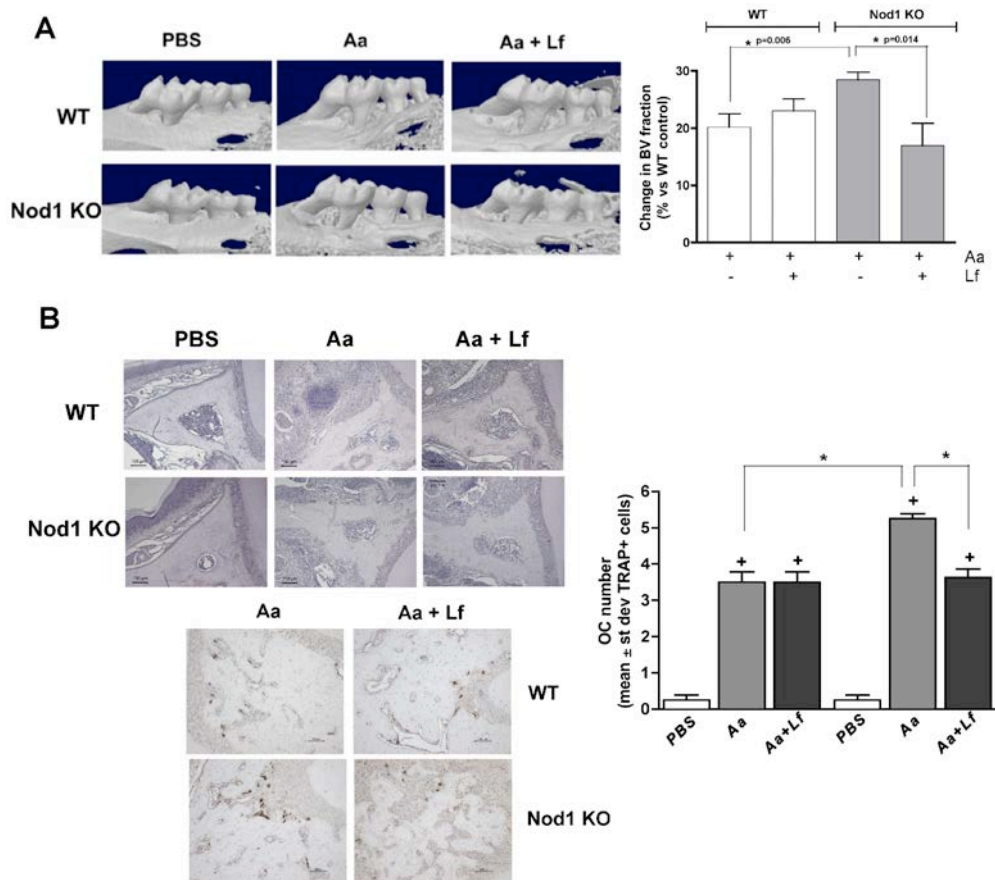 A
PBS
Aa
Aa + Lf
WT
Nod1 KO
WT
Nod1 KO
* p=0.006
* p=0.014
Change in BV fraction
(% vs WT control)
30
20
10
0
+ + + + Aa
- + - + Lf
B
PBS
Aa
Aa + Lf
WT
Nod1 KO
Aa
Aa + Lf
WT
Nod1 KO
OC number
(mean ± st dev TRAP+ cells)
6
5
4
3
2
1
0
*
*
+
+
+
+
PBS
Aa
Aa+Lf
PBS
Aa
Aa+Lf